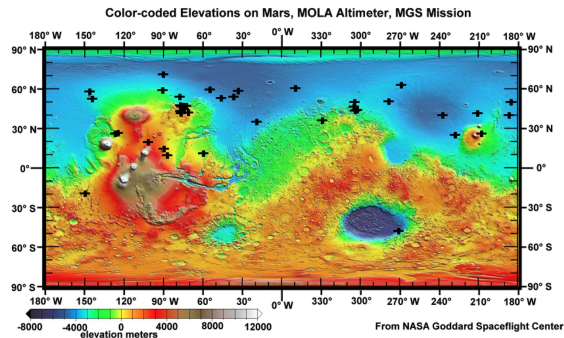 Color-coded Elevations on Mars, MOLA Altimeter, MGS Mission
180° W 150° 120° 90° 60° 30° 0° W 330° 300° 270° 240° 210° 180° W
90° N 90° N
60° N 60° N
30° N 30° N
0° 0°
30° S 30° S
60° S 60° S
90° S 90° S
180° W 150° 120° 90° 60° 30° 0° W 330° 300° 270° 240° 210° 180° W
-8000 -4000 0 4000 8000 12000
elevation meters
From NASA Goddard Spaceflight Center